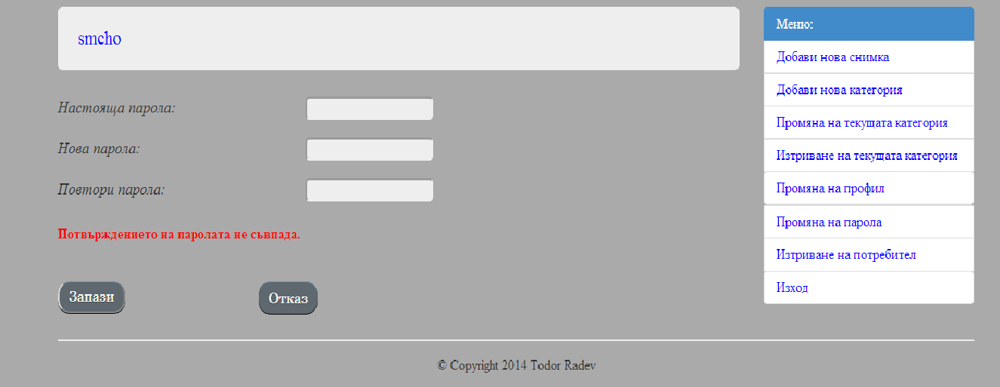 smcho
Настояща парола:
Нова парола:
Повтори парола:
Потвърждението на паролата не съвпада.
Запази
Отказ
Меню:
Добави нова снимка
Добави нова категория
Промяна на текущата категория
Изтриване на текущата категория
Промяна на профил
Промяна на парола
Изтриване на потребител
Изход
© Copyright 2014 Todor Radev